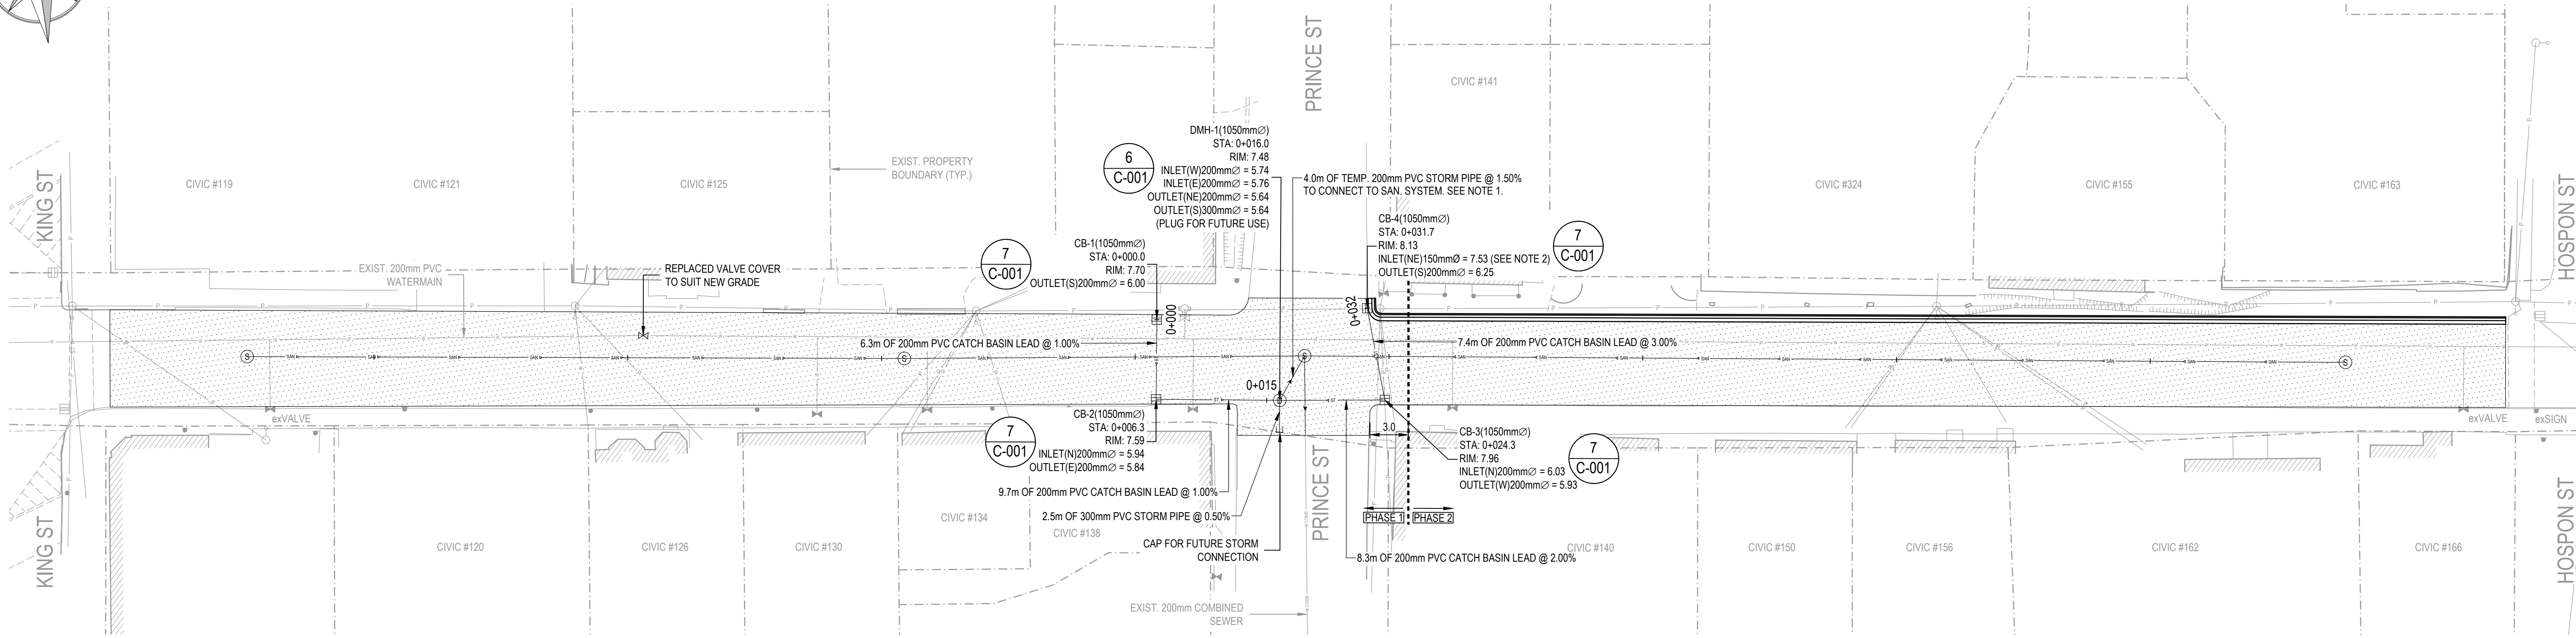 PRINCE ST
CIVIC #141
DMH-1(1050mm∅)
STA: 0+016.0
RIM: 7.48
INLET(W)200mm∅ = 5.74
INLET(E)200mm∅ = 5.76
OUTLET(NE)200mm∅ = 5.64
OUTLET(S)300mm∅ = 5.64
(PLUG FOR FUTURE USE)
6
C-001
EXIST. PROPERTY
BOUNDARY (TYP.)
4.0m OF TEMP. 200mm PVC STORM PIPE @ 1.50%
TO CONNECT TO SAN. SYSTEM. SEE NOTE 1.
KING ST
CIVIC #119
CIVIC #121
CIVIC #125
CIVIC #324
CIVIC #155
CIVIC #163
HOSPON ST
CB-4(1050mm∅)
STA: 0+031.7
RIM: 8.13
INLET(NE)150mmØ = 7.53 (SEE NOTE 2)
OUTLET(S)200mm∅ = 6.25
7
C-001
CB-1(1050mm∅)
STA: 0+000.0
RIM: 7.70
OUTLET(S)200mm∅ = 6.00
7
C-001
EXIST. 200mm PVC
WATERMAIN
REPLACED VALVE COVER
TO SUIT NEW GRADE
0+000
0+032
6.3m OF 200mm PVC CATCH BASIN LEAD @ 1.00%
7.4m OF 200mm PVC CATCH BASIN LEAD @ 3.00%
S
SAN
S
S
S
0+015
ST
ST
D
exVALVE
exVALVE
exSIGN
CB-2(1050mm∅)
STA: 0+006.3
RIM: 7.59
INLET(N)200mm∅ = 5.94
OUTLET(E)200mm∅ = 5.84
7
C-001
3.0
CB-3(1050mm∅)
STA: 0+024.3
RIM: 7.96
INLET(N)200mm∅ = 6.03
OUTLET(W)200mm∅ = 5.93
7
C-001
9.7m OF 200mm PVC CATCH BASIN LEAD @ 1.00%
2.5m OF 300mm PVC STORM PIPE @ 0.50%
CAP FOR FUTURE STORM
CONNECTION
PRINCE ST
PHASE 1
PHASE 2
8.3m OF 200mm PVC CATCH BASIN LEAD @ 2.00%
KING ST
CIVIC #120
CIVIC #126
CIVIC #130
CIVIC #134
CIVIC #138
CIVIC #140
CIVIC #150
CIVIC #156
CIVIC #162
CIVIC #166
HOSPON ST
EXIST. 200mm COMBINED
SEWER